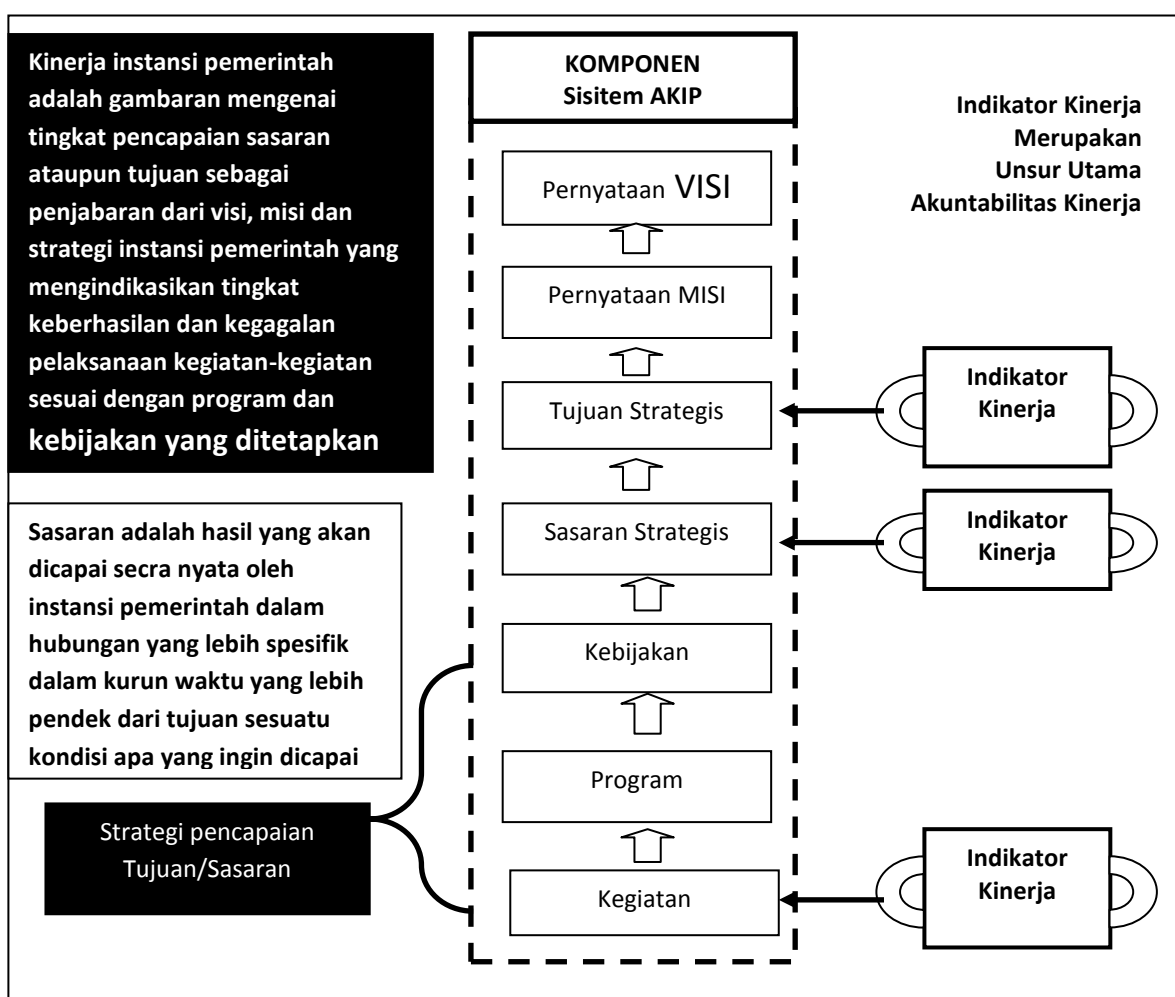 Kinerja instansi pemerintah
adalah gambaran mengenai
tingkat pencapaian sasaran
ataupun tujuan sebagai
penjabaran dari visi, misi dan
strategi instansi pemerintah yang
mengindikasikan tingkat
keberhasilan dan kegagalan
pelaksanaan kegiatan-kegiatan
sesuai dengan program dan
kebijakan yang ditetapkan
Sasaran adalah hasil yang akan
dicapai secra nyata oleh
instansi pemerintah dalam
hubungan yang lebih spesifik
dalam kurun waktu yang lebih
pendek dari tujuan sesuatu
kondisi apa yang ingin dicapai
Strategi pencapaian
Tujuan/Sasaran
KOMPONEN
Sisitem AKIP
Pernyataan VISI
Pernyataan MISI
Tujuan Strategis
Sasaran Strategis
Kebijakan
Program
Kegiatan
Indikator Kinerja
Merupakan
Unsur Utama
Akuntabilitas Kinerja
Indikator
Kinerja
Indikator
Kinerja
Indikator
Kinerja